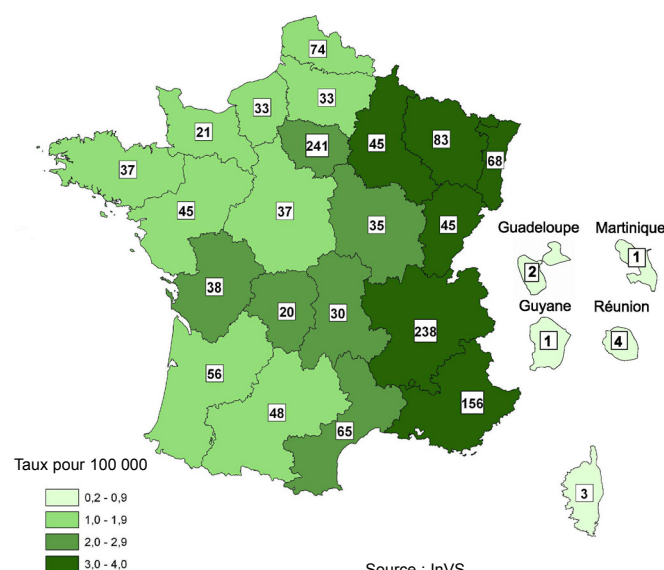 74
33
33
21
241
45
83
68
37
45
37
35
45
Guadeloupe
Martinique
2
1
38
20
30
Guyane
Réunion
238
1
4
56
48
156
65
Taux pour 100 000
3
0,2 - 0,9
1,0 - 1,9
2,0 - 2,9
3,0 - 4,0
Source : InVS